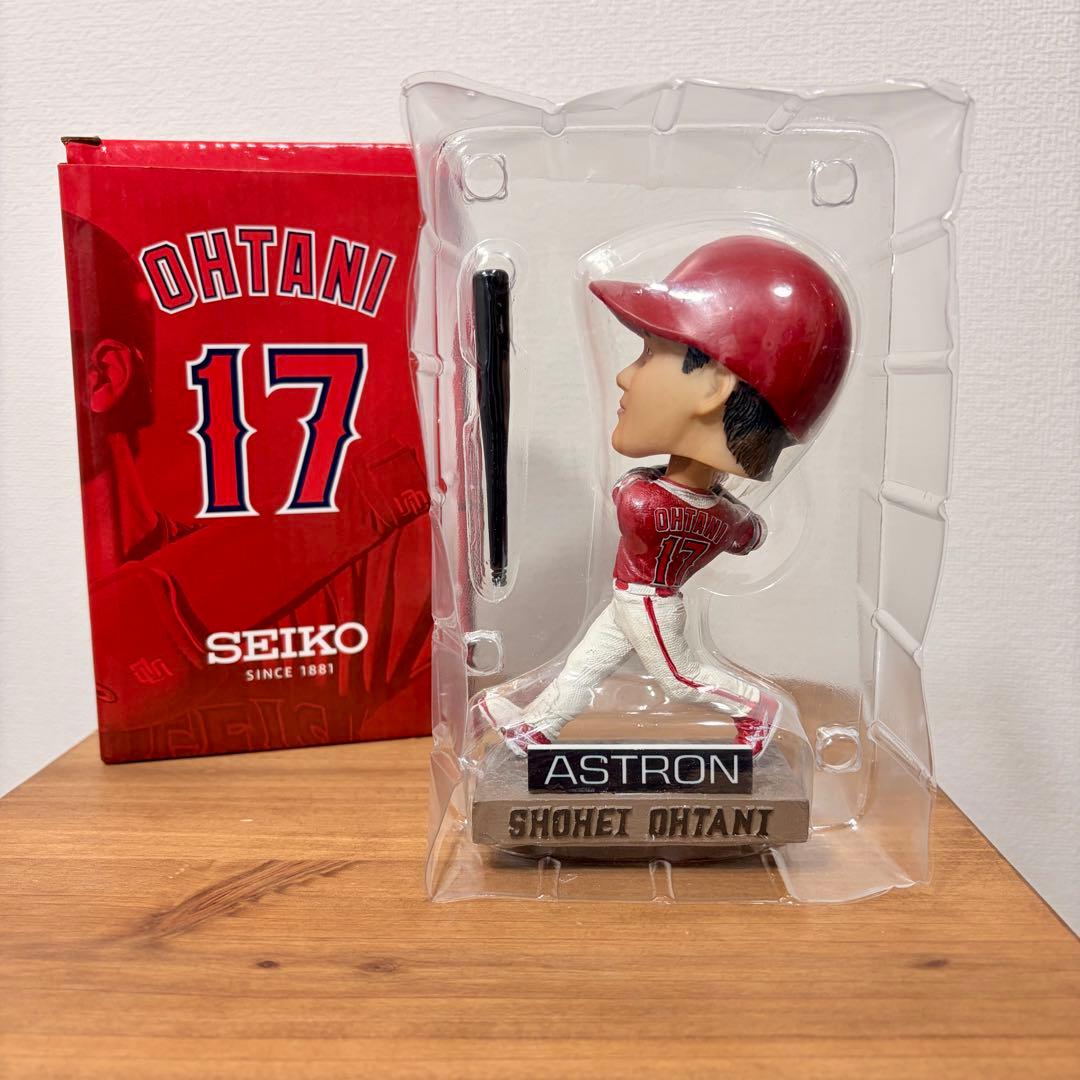 OHTANI
17
SEIKO
SINCE 1881
OHTANI
17
ASTRON
SHOHEI OHTANI